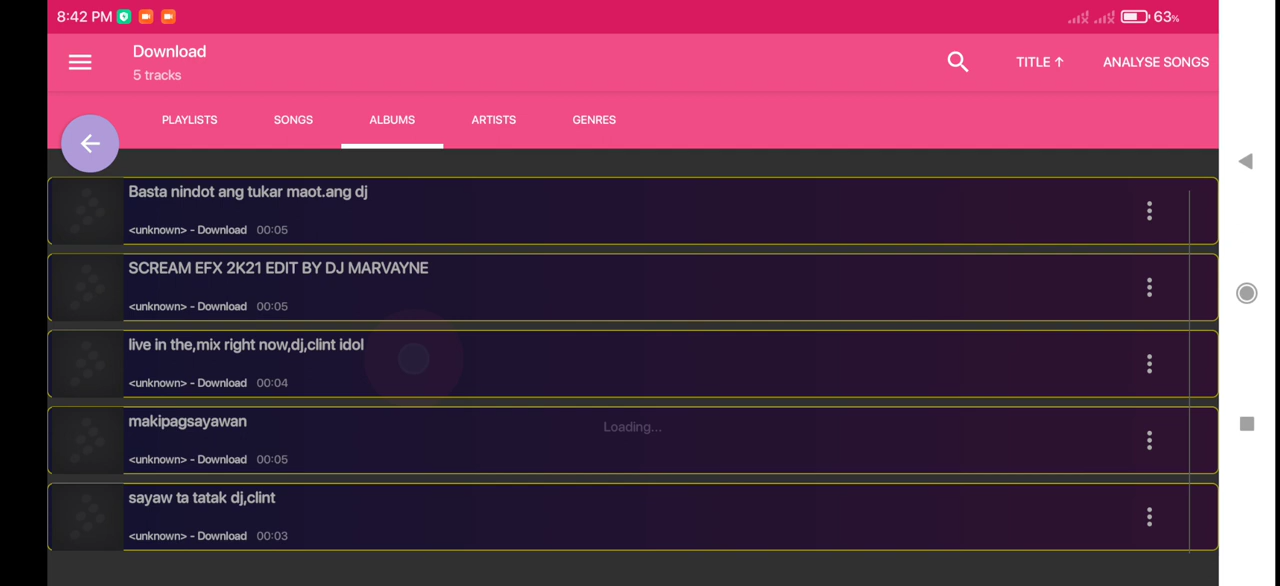 8:42 PM
63%
Download
5 tracks
TITLE ↑
ANALYSE SONGS
PLAYLISTS
SONGS
ALBUMS
ARTISTS
GENRES
Basta nindot ang tukar maot.ang dj
<unknown> - Download 00:05
SCREAM EFX 2K21 EDIT BY DJ MARVAYNE
<unknown> - Download 00:05
live in the,mix right now,dj,clint idol
<unknown> - Download 00:04
makipagsayawan
Loading...
<unknown> - Download 00:05
sayaw ta tatak dj,clint
<unknown> - Download 00:03